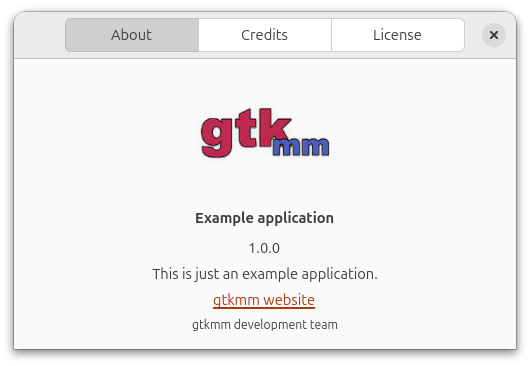 About
Credits
License
gtkmm
Example application
1.0.0
This is just an example application.
gtkmm website
gtkmm development team